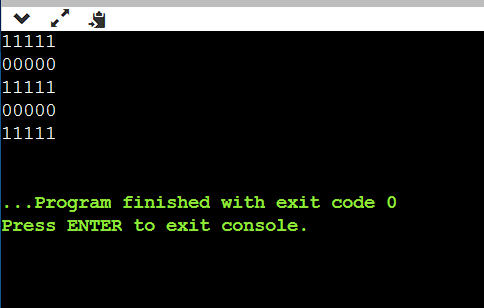 11111
00000
11111
00000
11111
...Program finished with exit code 0
Press ENTER to exit console.